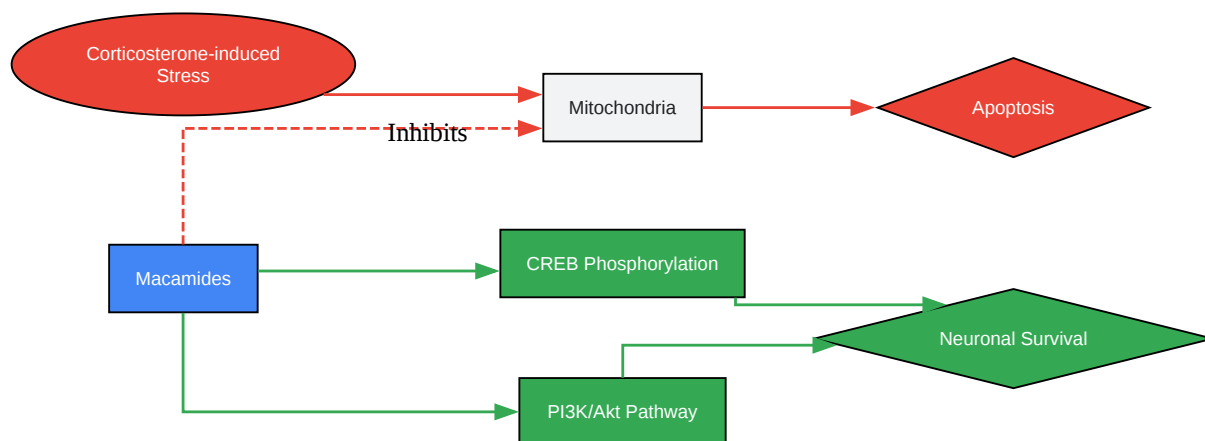 Corticosterone-induced
Stress
Mitochondria
Apoptosis
Inhibits
Macamides
CREB Phosphorylation
Neuronal Survival
PI3K/Akt Pathway